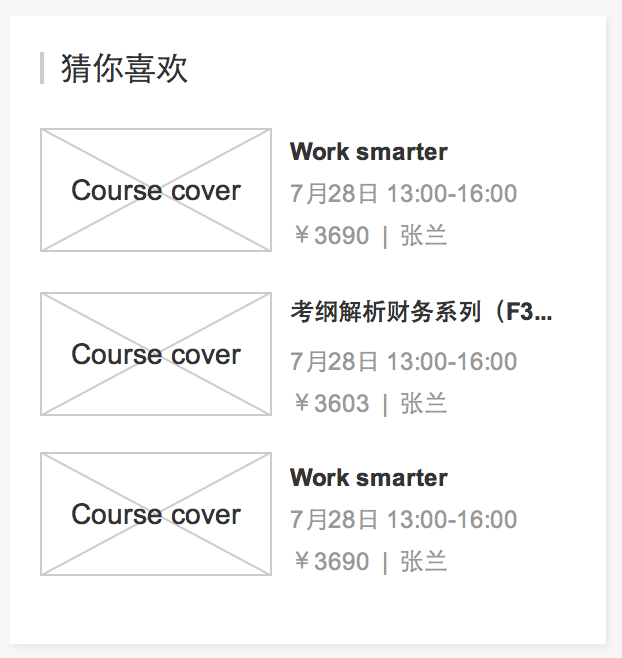 猜你喜欢
Course cover
Work smarter
7月28日 13:00-16:00
￥3690 | 张兰
Course cover
考纲解析财务系列（F3...
7月28日 13:00-16:00
￥3603 | 张兰
Course cover
Work smarter
7月28日 13:00-16:00
￥3690 | 张兰